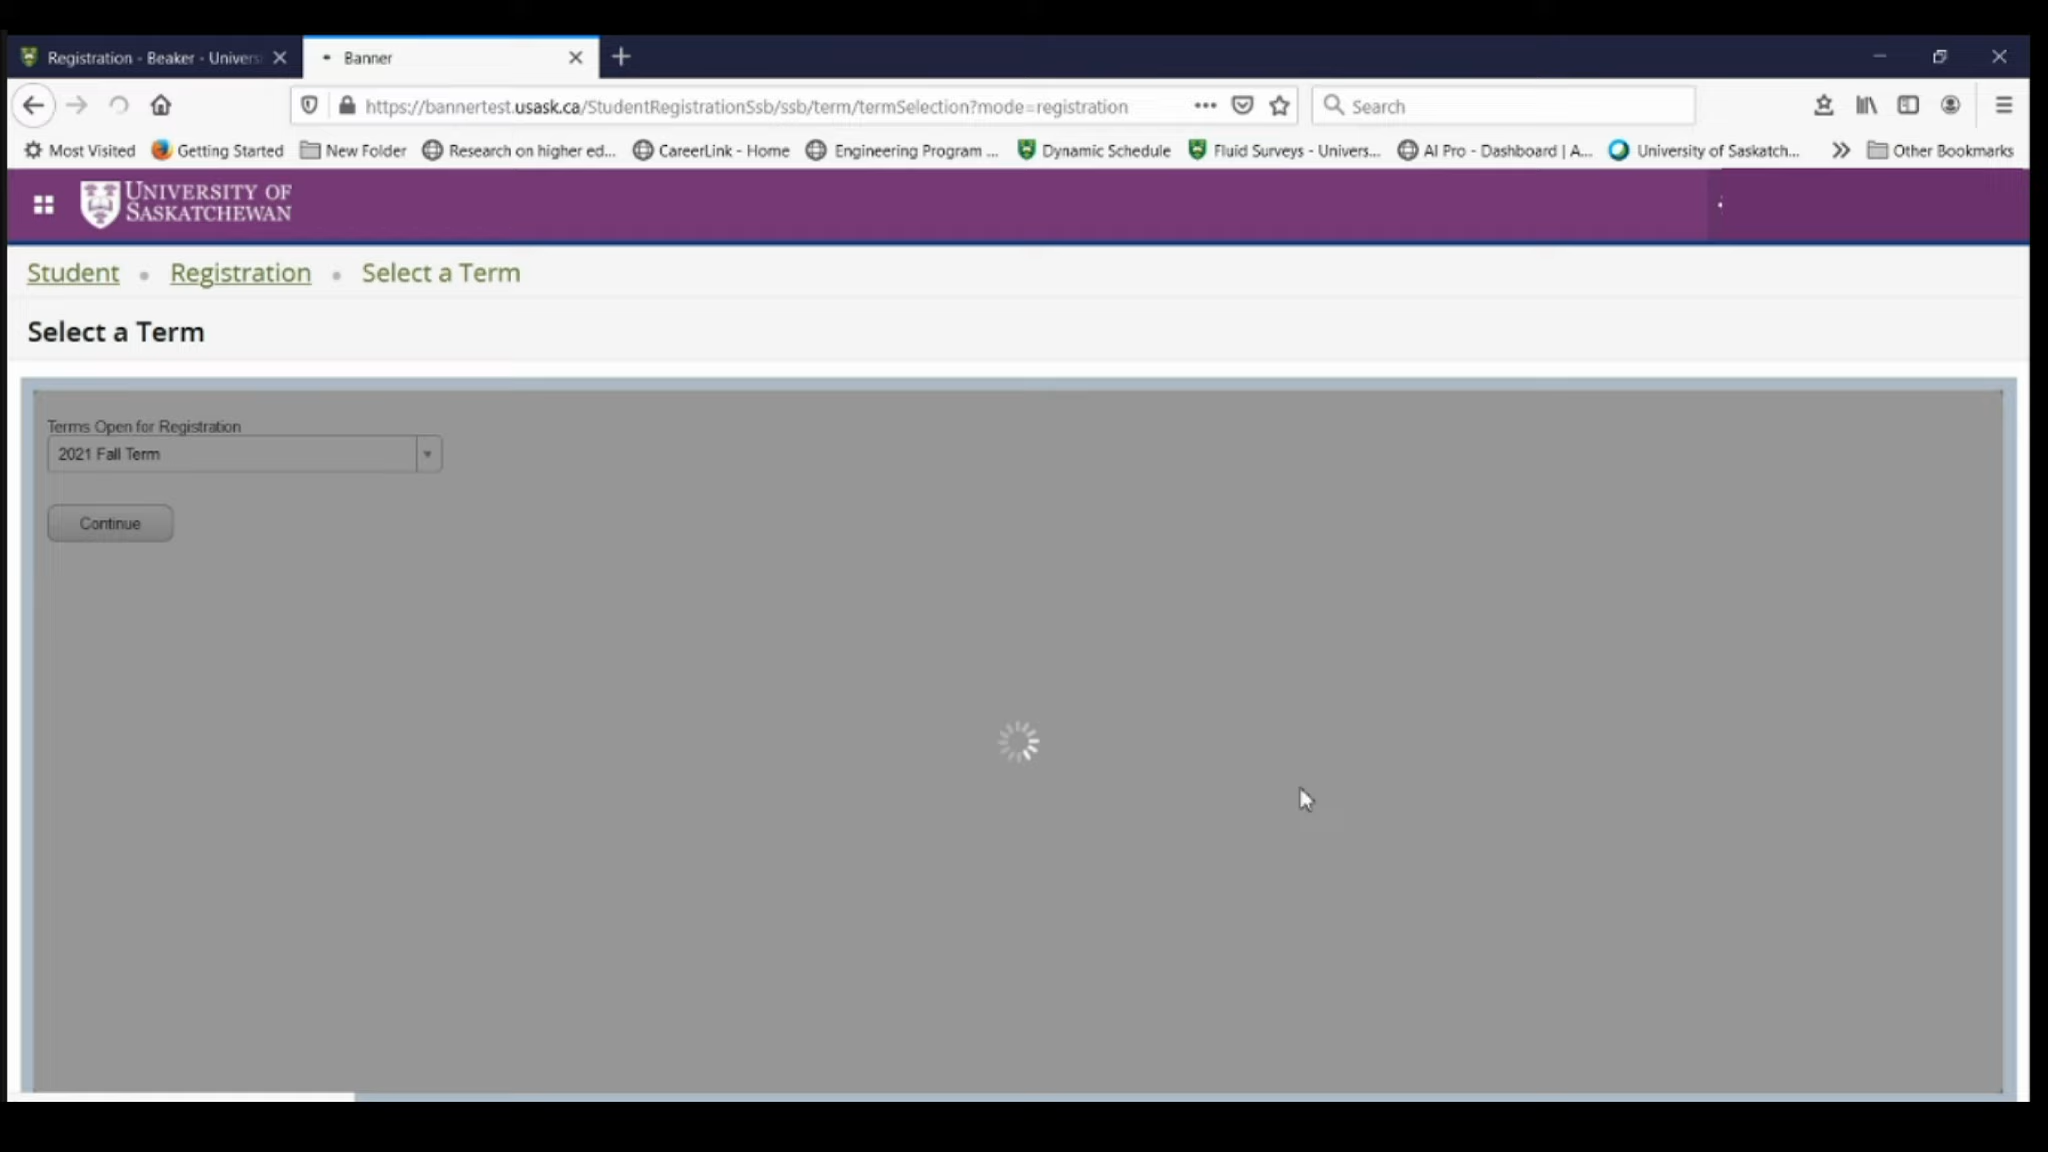 Registration - Beaker - Univers
Banner
https://bannertest.usask.ca/StudentRegistrationSsb/ssb/term/termSelection?mode=registration
Search
Most Visited
Getting Started
New Folder
Research on higher ed...
CareerLink - Home
Engineering Program ...
Dynamic Schedule
Fluid Surveys - Univers...
AI Pro - Dashboard | A...
University of Saskatch...
Other Bookmarks
UNIVERSITY OF
SASKATCHEWAN
Student • Registration • Select a Term
Select a Term
Terms Open for Registration
2021 Fall Term
Continue